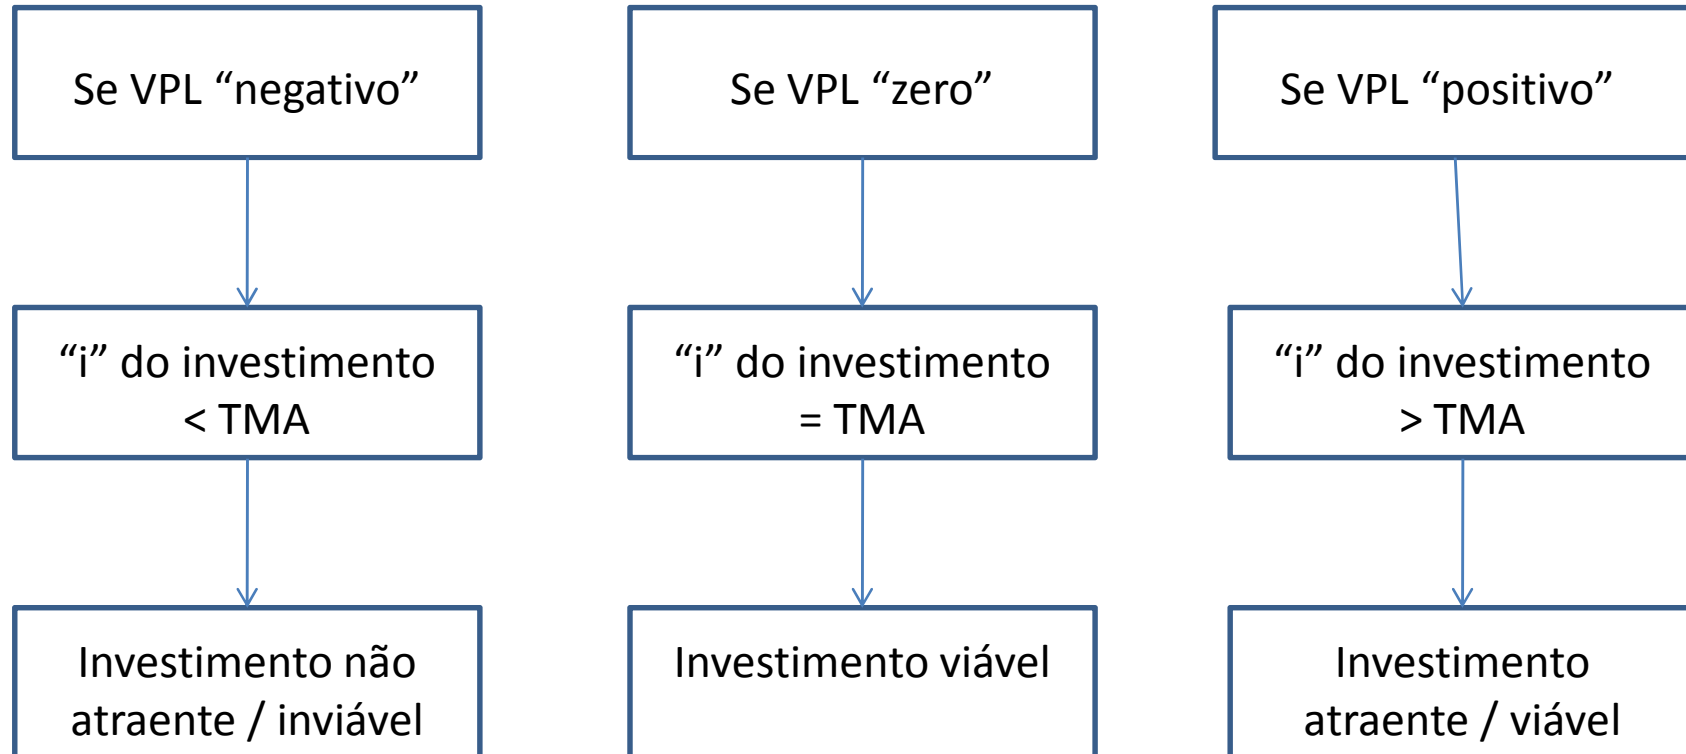 Se VPL “negativo”
Se VPL “zero”
Se VPL “positivo”
“i” do investimento
< TMA
“i” do investimento
= TMA
“i” do investimento
> TMA
Investimento não
atraente / inviável
Investimento viável
Investimento
atraente / viável